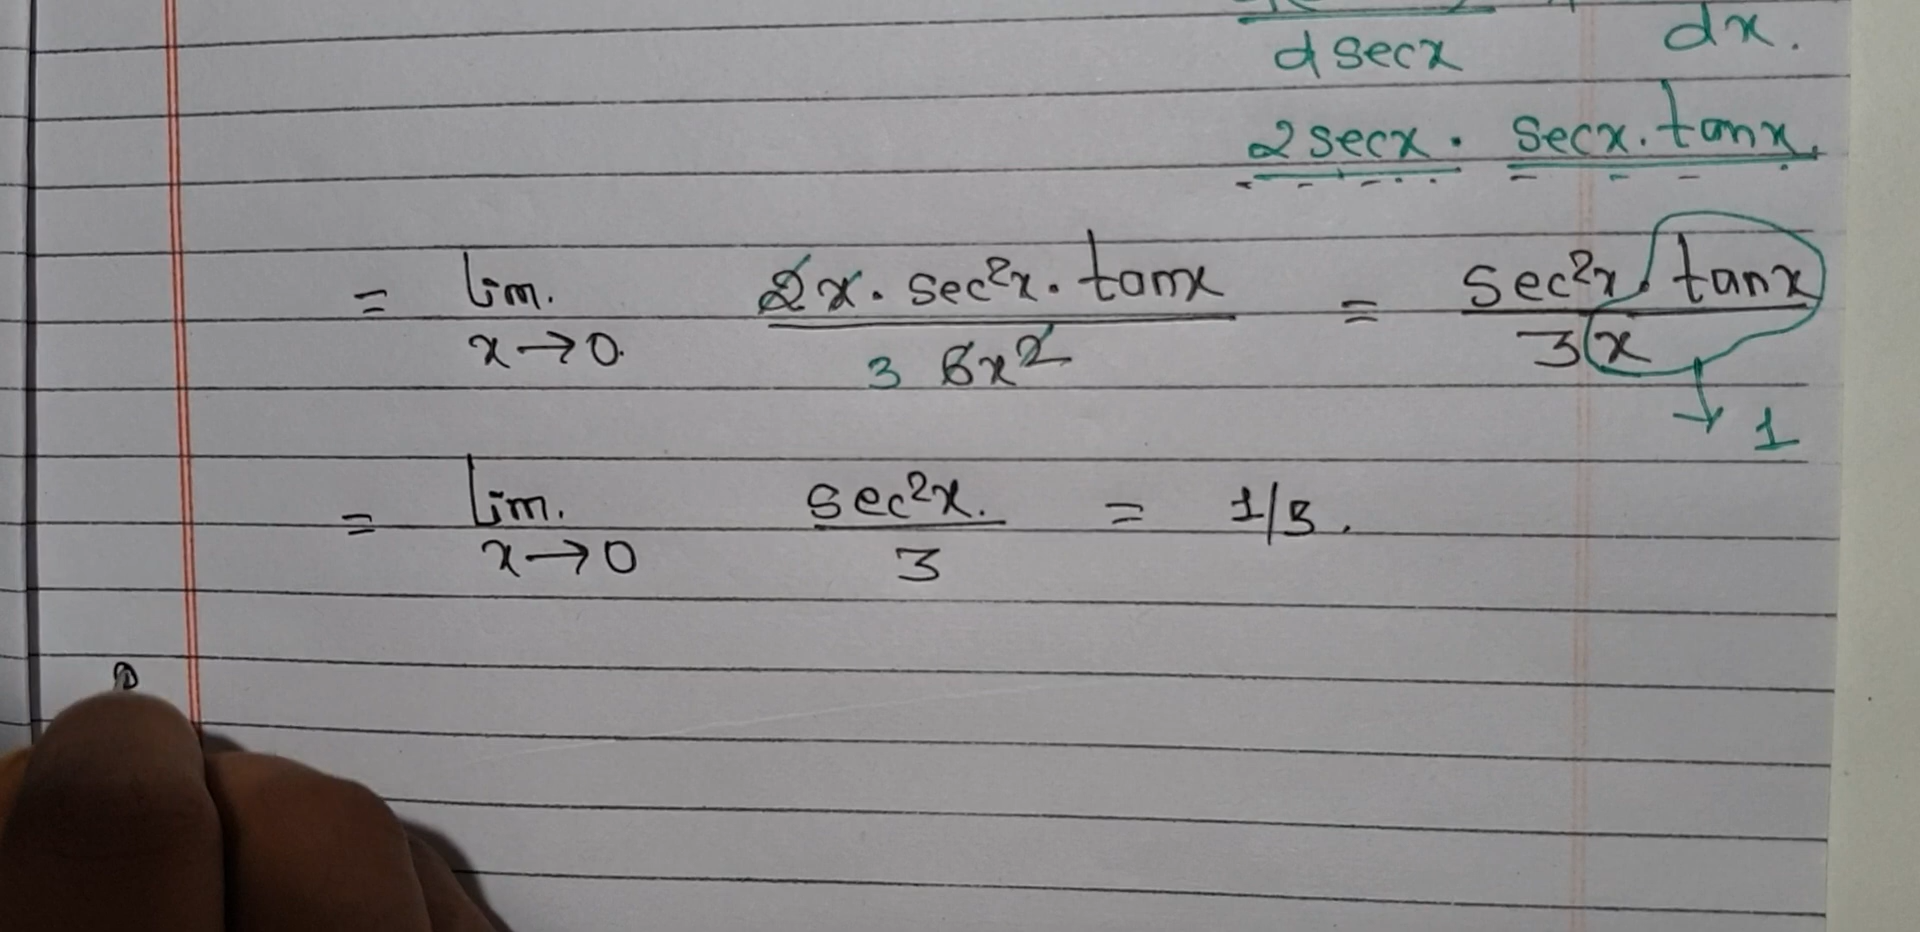 d secx dx.
2 secx . secx . tanx.
= lim. x→0. 2x . sec²x . tanx / 3 6x² = sec²x . tanx / 3x
↓ 1
= lim. x→0 sec²x. / 3 = 1/3.